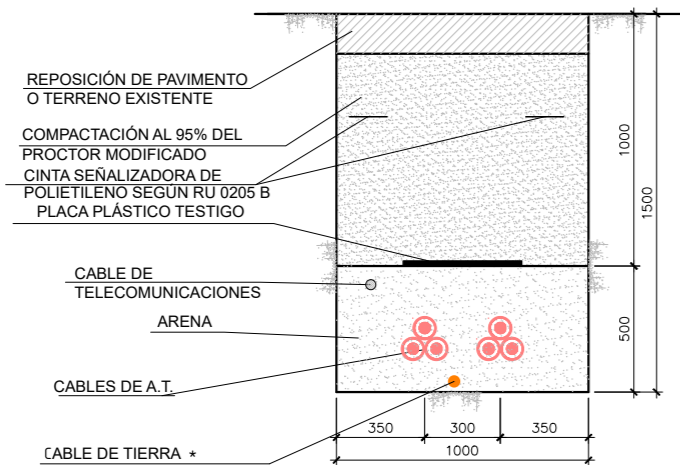 REPOSICIÓN DE PAVIMENTO
O TERRENO EXISTENTE
COMPACTACIÓN AL 95% DEL
PROCTOR MODIFICADO
CINTA SEÑALIZADORA DE
POLIETILENO SEGÚN RU 0205 B
PLACA PLÁSTICO TESTIGO
CABLE DE
TELECOMUNICACIONES
ARENA
CABLES DE A.T.
CABLE DE TIERRA *
1000
1500
500
350
300
350
1000